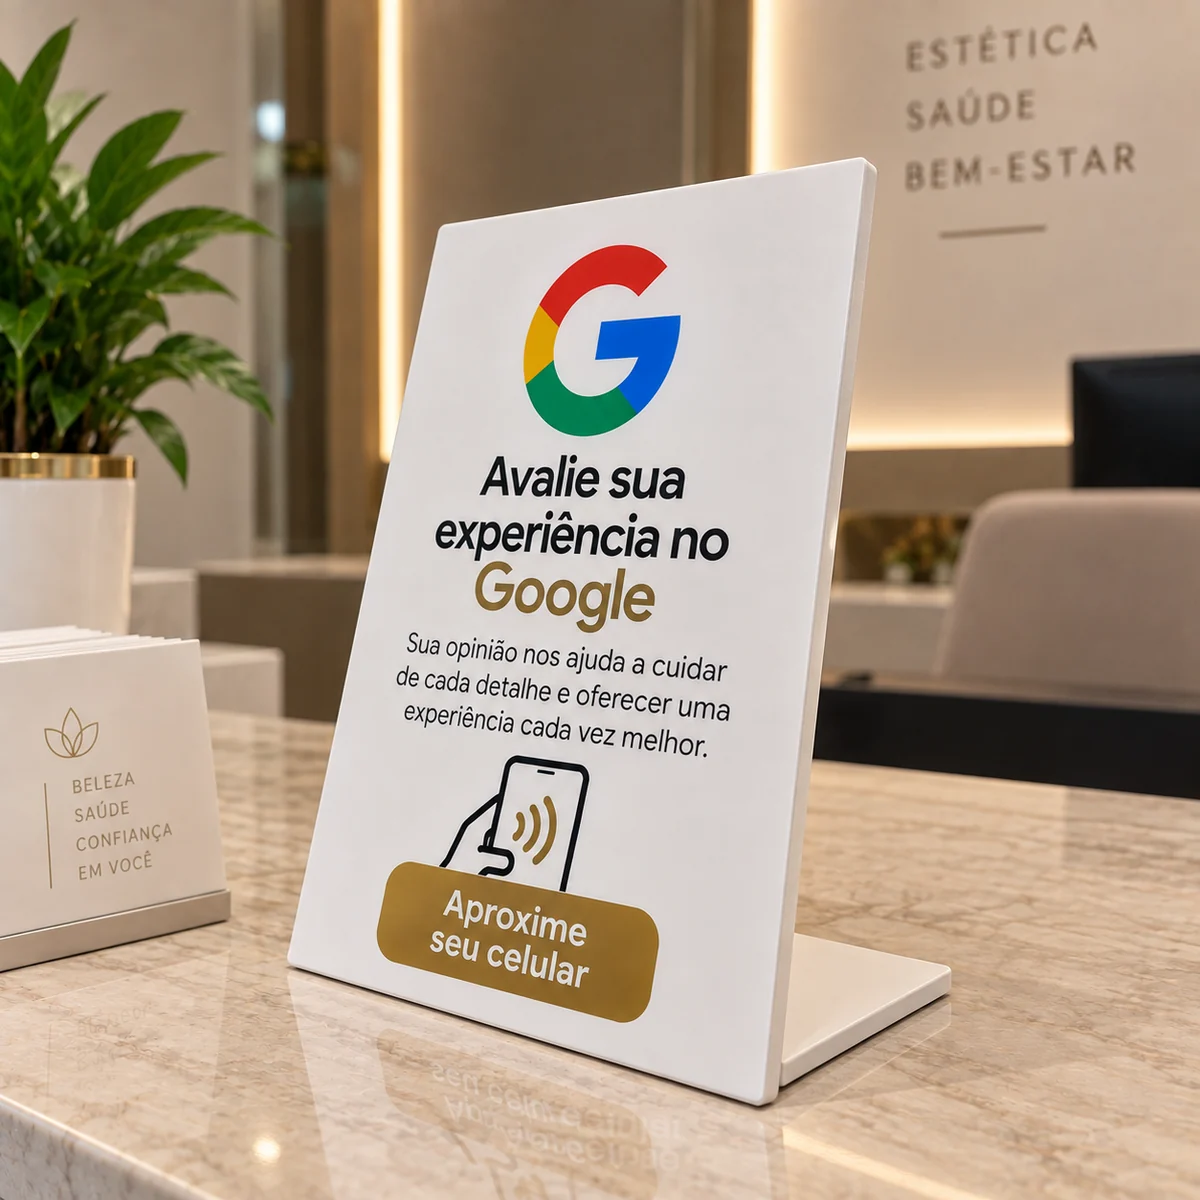 ESTÉTICA
SAÚDE
BEM-ESTAR
G
Avalie sua
experiência no
Google
Sua opinião nos ajuda a cuidar
de cada detalhe e oferecer uma
experiência cada vez melhor.
Aproxime
seu celular
BELEZA
SAÚDE
CONFIANÇA
EM VOCÊ